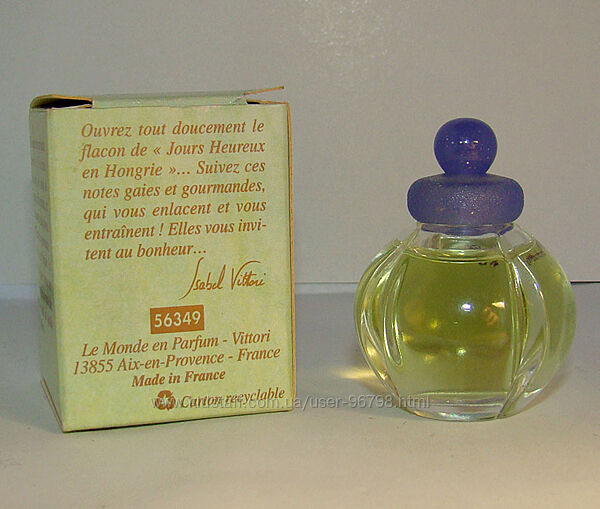 Ouvrez tout doucement le
flacon de « Jours Heureux
en Hongrie »... Suivez ces
notes gaies et gourmandes,
qui vous enlacent et vous
entraînent ! Elles vous invi-
tent au bonheur...
Isabel Vittori
56349
Le Monde en Parfum - Vittori
13855 Aix-en-Provence - France
Made in France
Carton recyclable